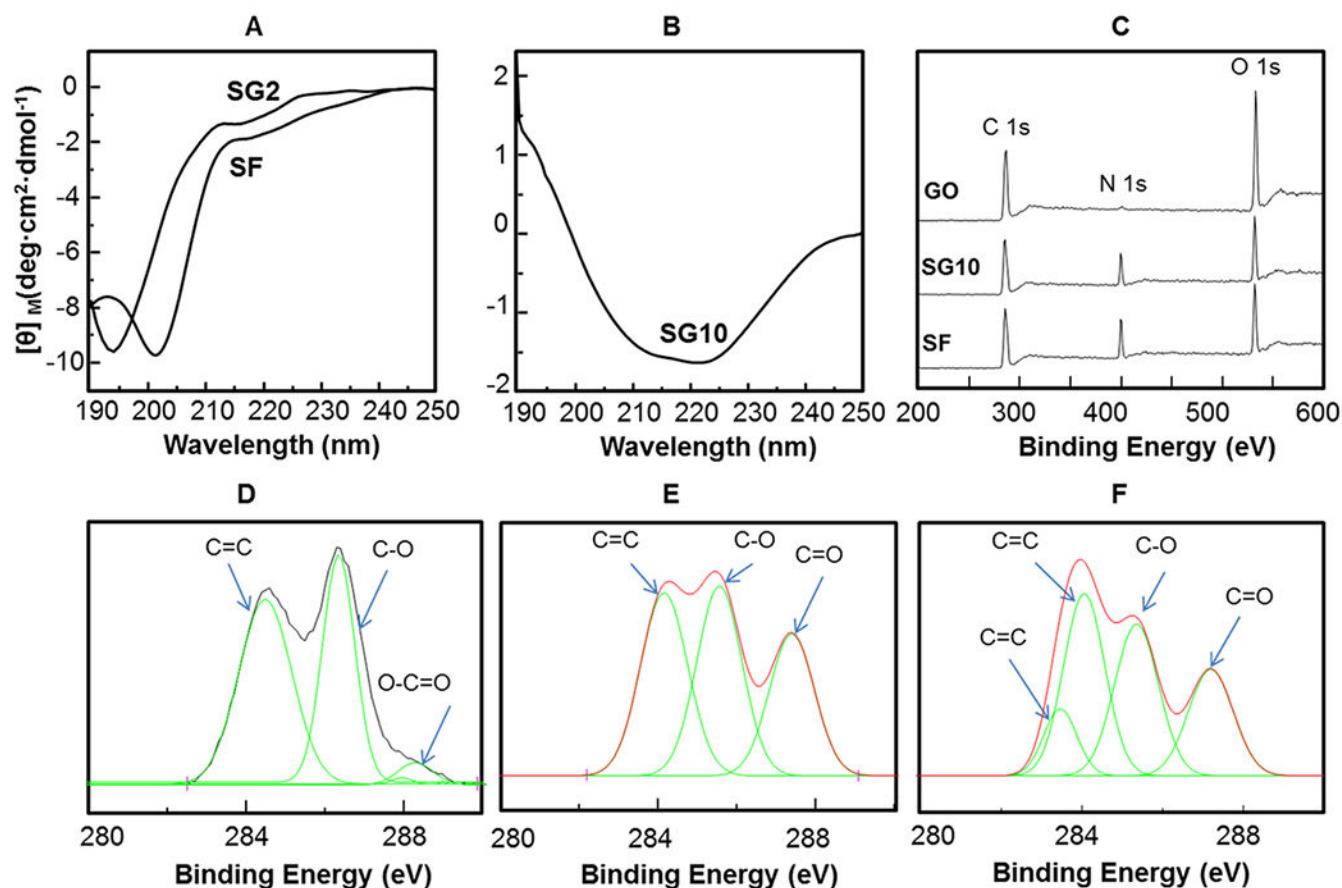 A
[θ] M(deg·cm²·dmol⁻¹)
0
-2
-4
-6
-8
-10
SG2
SF
190 200 210 220 230 240 250
Wavelength (nm)
B
2
1
0
-1
-2
SG10
190 200 210 220 230 240 250
Wavelength (nm)
C
O 1s
C 1s
N 1s
GO
SG10
SF
200 300 400 500 600
Binding Energy (eV)
D
C=C
C-O
O-C=O
280 284 288
Binding Energy (eV)
E
C=C
C-O
C=O
280 284 288
Binding Energy (eV)
F
C=C
C-O
C=O
C=C
280 284 288
Binding Energy (eV)